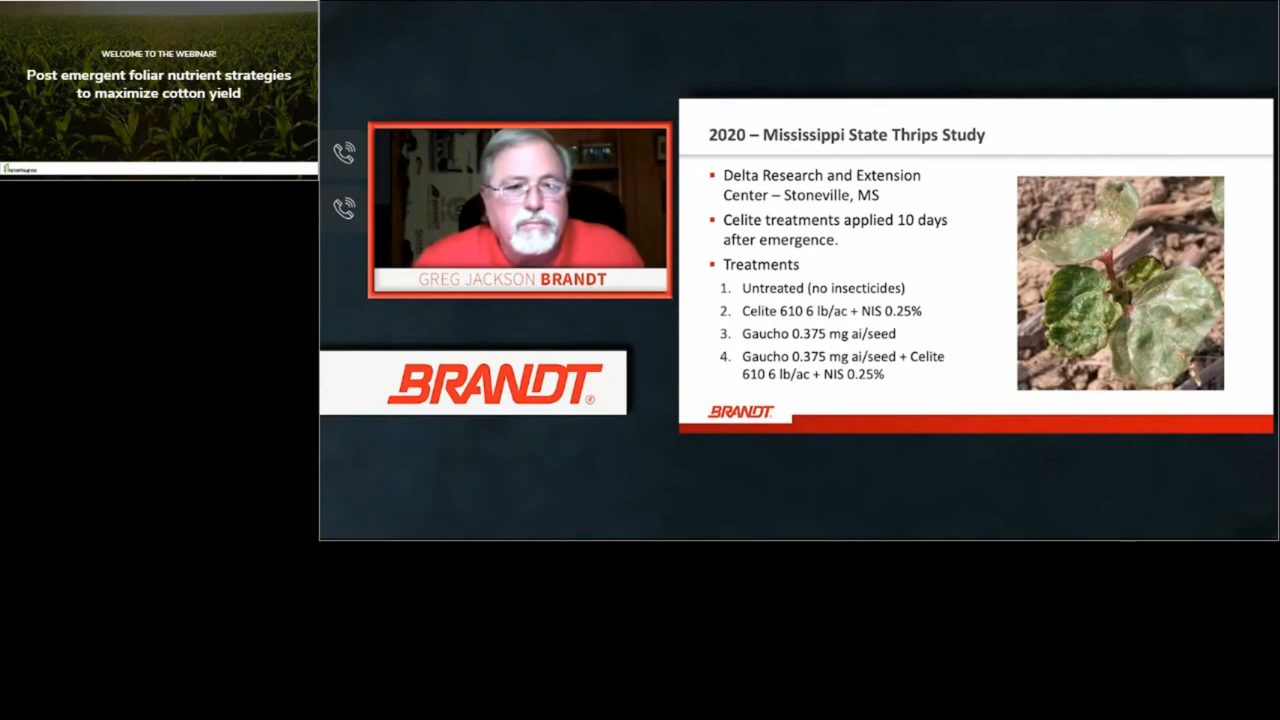 WELCOME TO THE WEBINAR!
Post emergent foliar nutrient strategies
to maximize cotton yield
GREG JACKSON BRANDT
BRANDT®
2020 – Mississippi State Thrips Study
▪ Delta Research and Extension
Center – Stoneville, MS
▪ Celite treatments applied 10 days
after emergence.
▪ Treatments
1. Untreated (no insecticides)
2. Celite 610 6 lb/ac + NIS 0.25%
3. Gaucho 0.375 mg ai/seed
4. Gaucho 0.375 mg ai/seed + Celite
610 6 lb/ac + NIS 0.25%
BRANDT